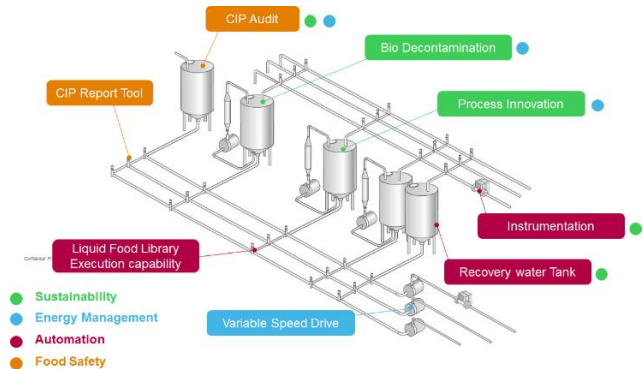 CIP Audit
Bio Decontamination
CIP Report Tool
Process Innovation
Instrumentation
Liquid Food Library
Execution capability
Recovery water Tank
Confidential
Sustainability
Energy Management
Variable Speed Drive
Automation
Food Safety